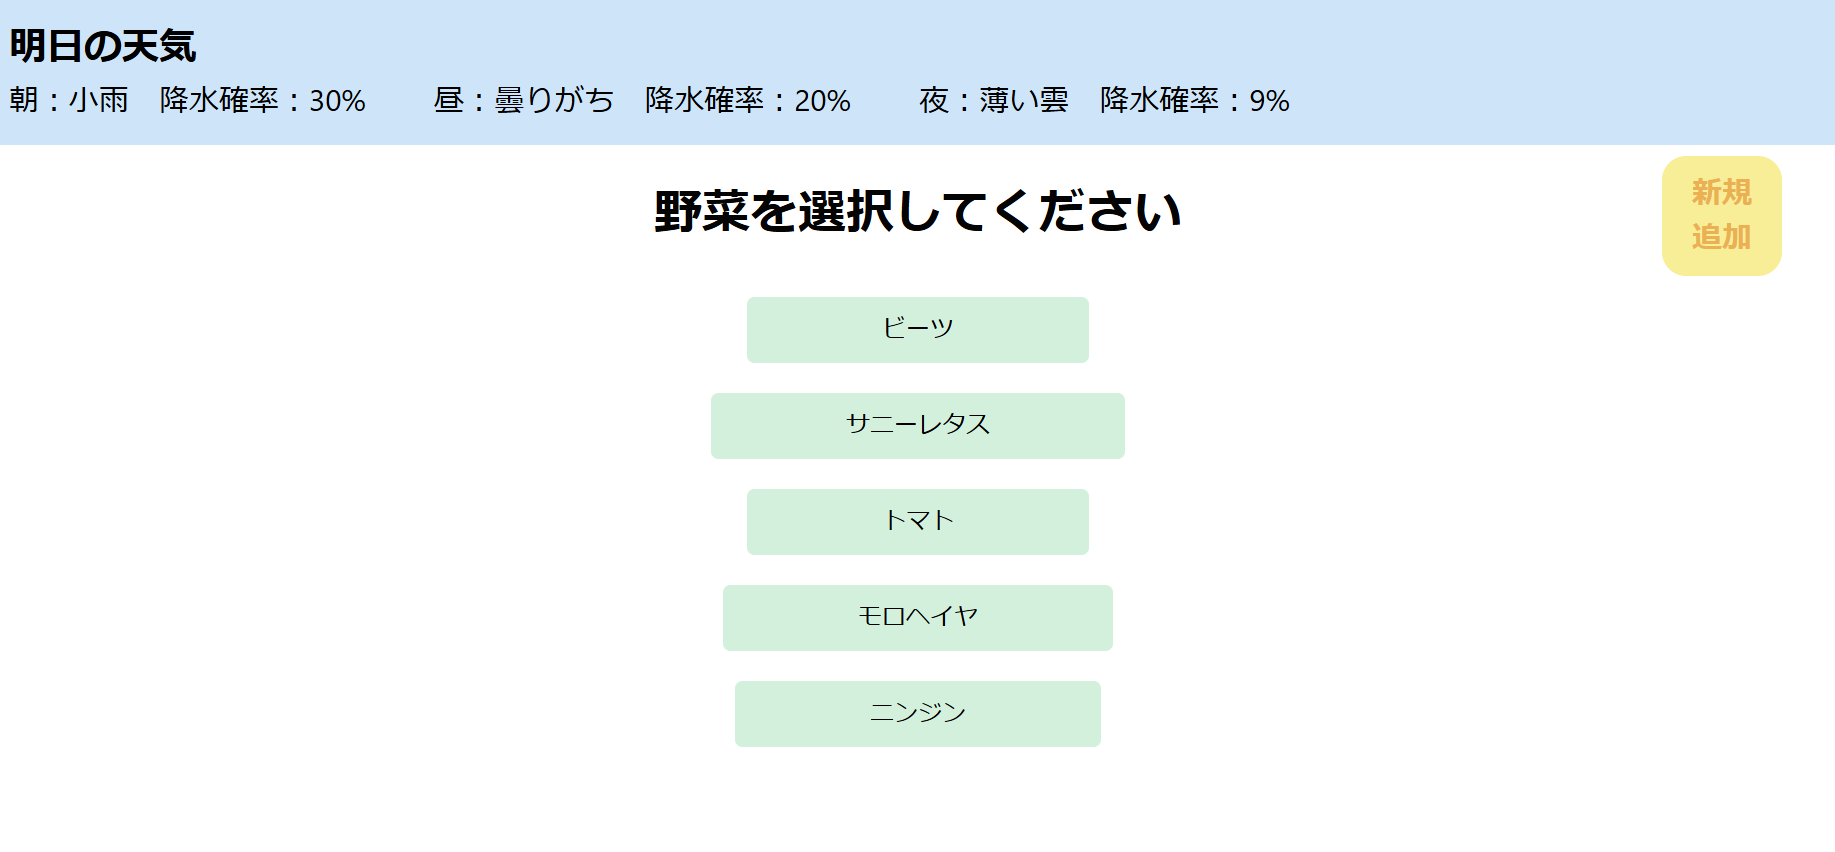 明日の天気
朝：小雨　降水確率：30%　　昼：曇りがち　降水確率：20%　　夜：薄い雲　降水確率：9%
野菜を選択してください
新規
追加
ビーツ
サニーレタス
トマト
モロヘイヤ
ニンジン